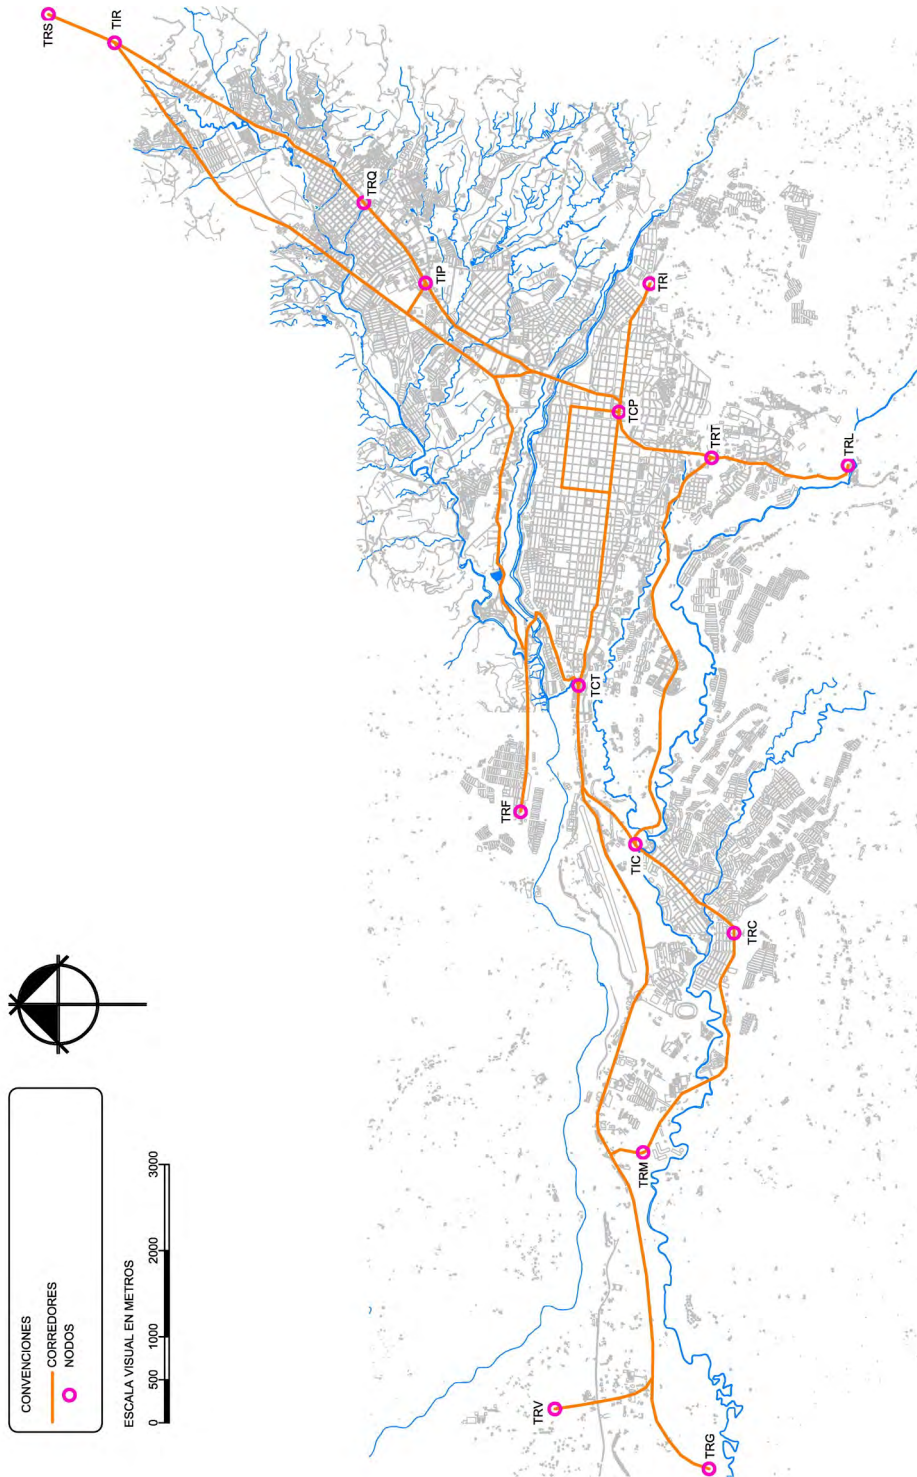 TRS
TIR
TRQ
TIP
TRI
TCP
TRT
TRL
TCT
TRF
TIC
TRC
TRM
TRV
TRG
CONVENCIONES
CORREDORES
NODOS
ESCALA VISUAL EN METROS
0 500 1000 2000 3000